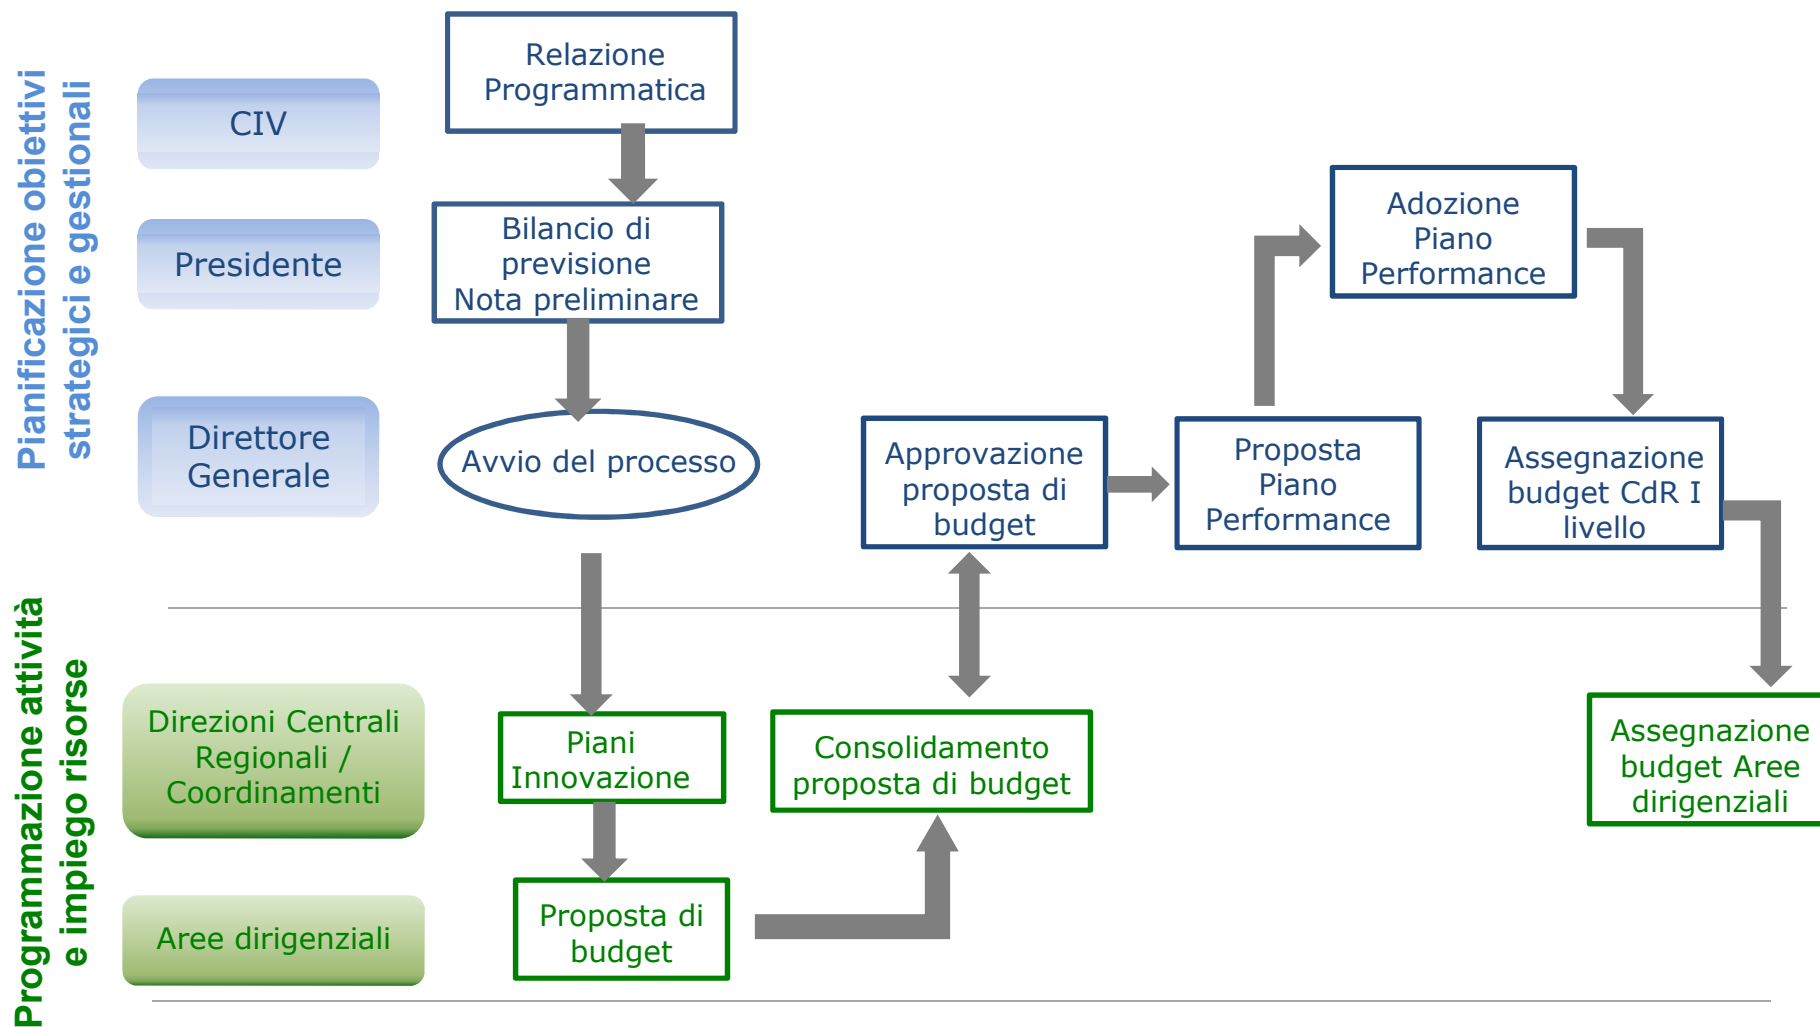 Pianificazione obiettivi
strategici e gestionali
CIV
Relazione
Programmatica
Presidente
Bilancio di
previsione
Nota preliminare
Adozione
Piano
Performance
Direttore
Generale
Avvio del processo
Approvazione
proposta di
budget
Proposta
Piano
Performance
Assegnazione
budget CdR I
livello
Programmazione attività
e impiego risorse
Direzioni Centrali
Regionali /
Coordinamenti
Piani
Innovazione
Consolidamento
proposta di budget
Assegnazione
budget Aree
dirigenziali
Aree dirigenziali
Proposta di
budget